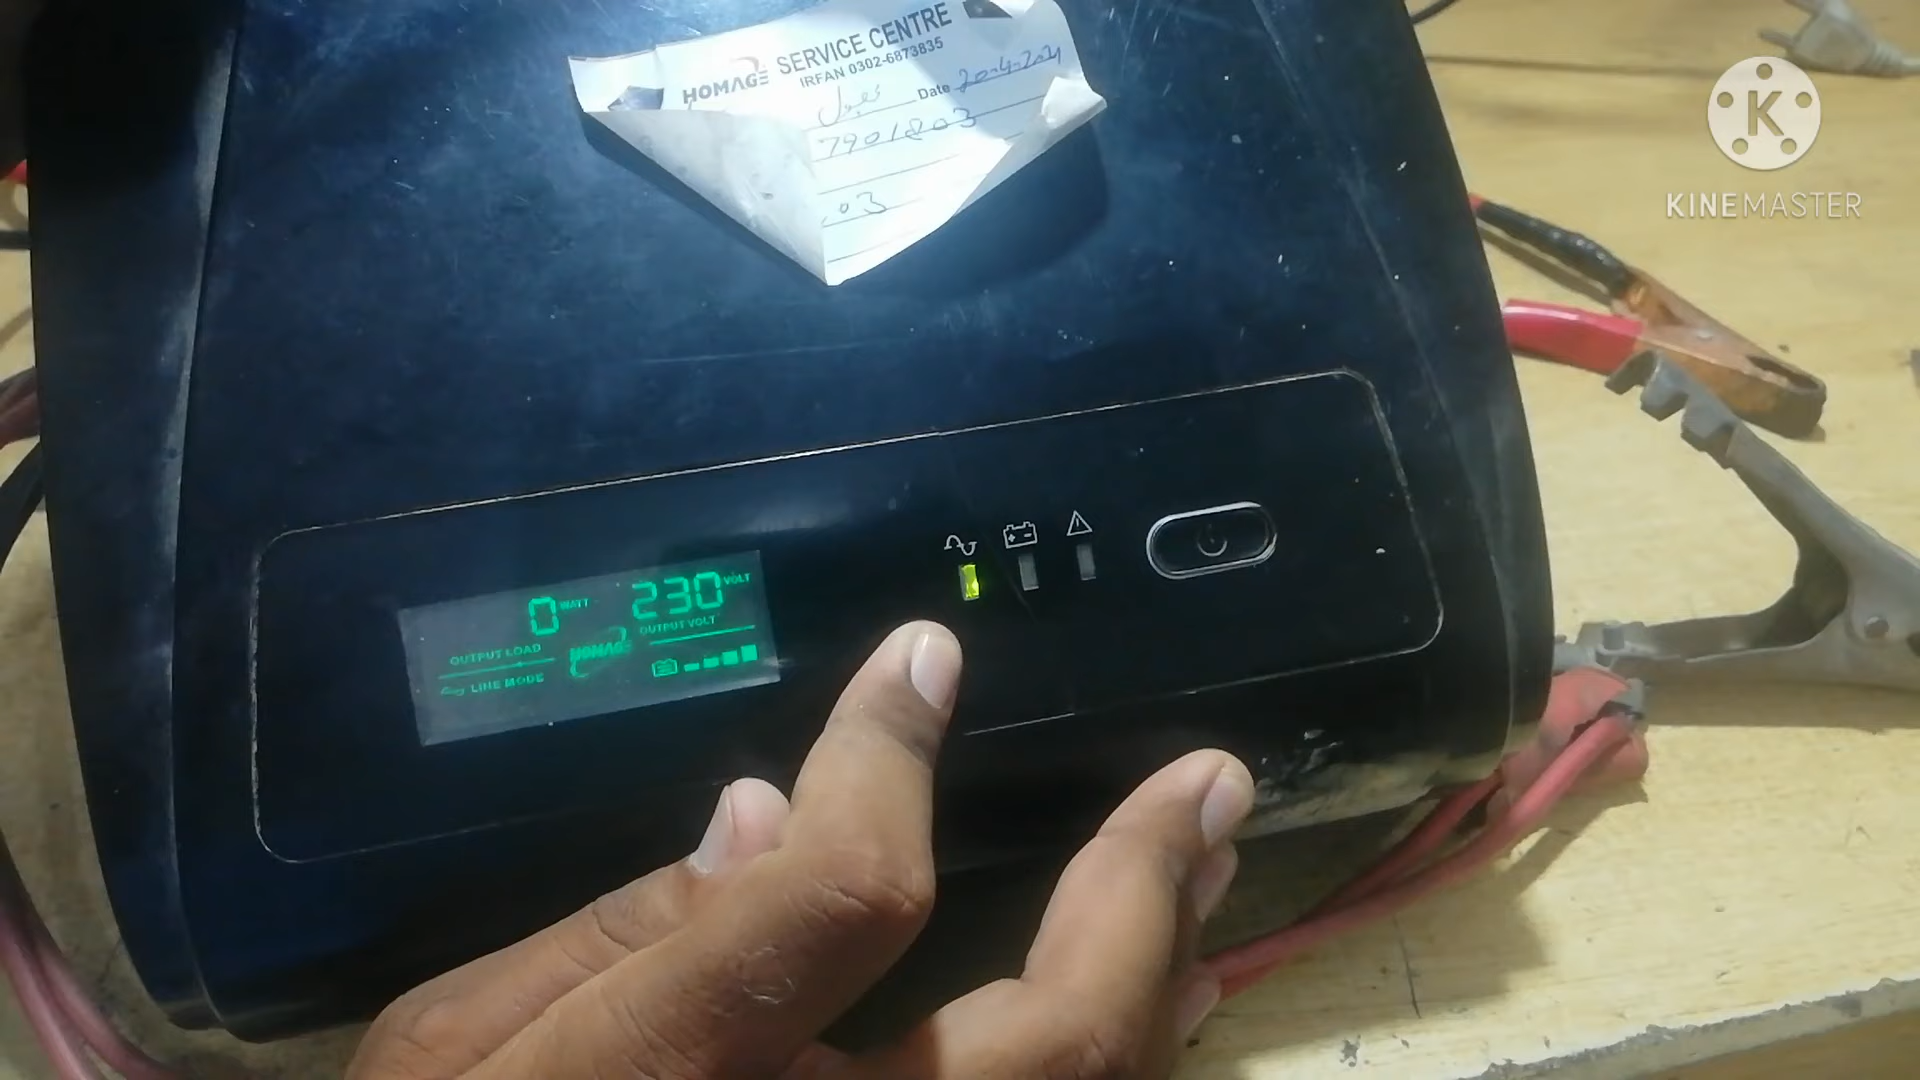 HOMAGE SERVICE CENTRE
IRFAN 0302-6873835
Date 20-4-2021
7901803
.03
K
KINEMASTER
0 WATT 230 VOLT
OUTPUT LOAD HOMAGE OUTPUT VOLT
LINE MODE